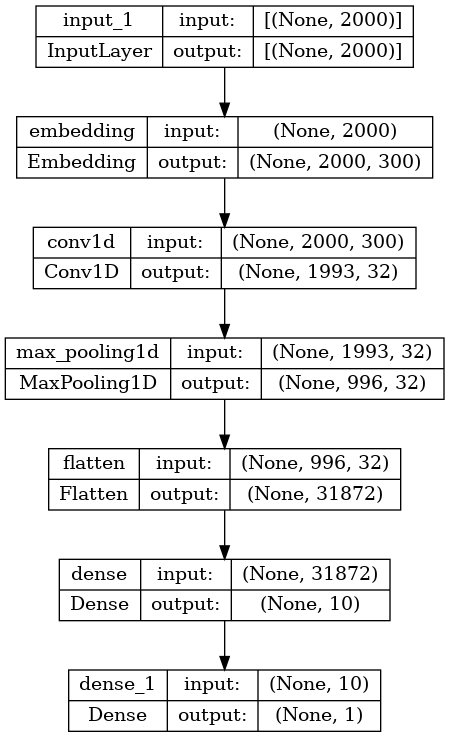 input_1 input: [(None, 2000)]
InputLayer output: [(None, 2000)]
embedding input: (None, 2000)
Embedding output: (None, 2000, 300)
conv1d input: (None, 2000, 300)
Conv1D output: (None, 1993, 32)
max_pooling1d input: (None, 1993, 32)
MaxPooling1D output: (None, 996, 32)
flatten input: (None, 996, 32)
Flatten output: (None, 31872)
dense input: (None, 31872)
Dense output: (None, 10)
dense_1 input: (None, 10)
Dense output: (None, 1)